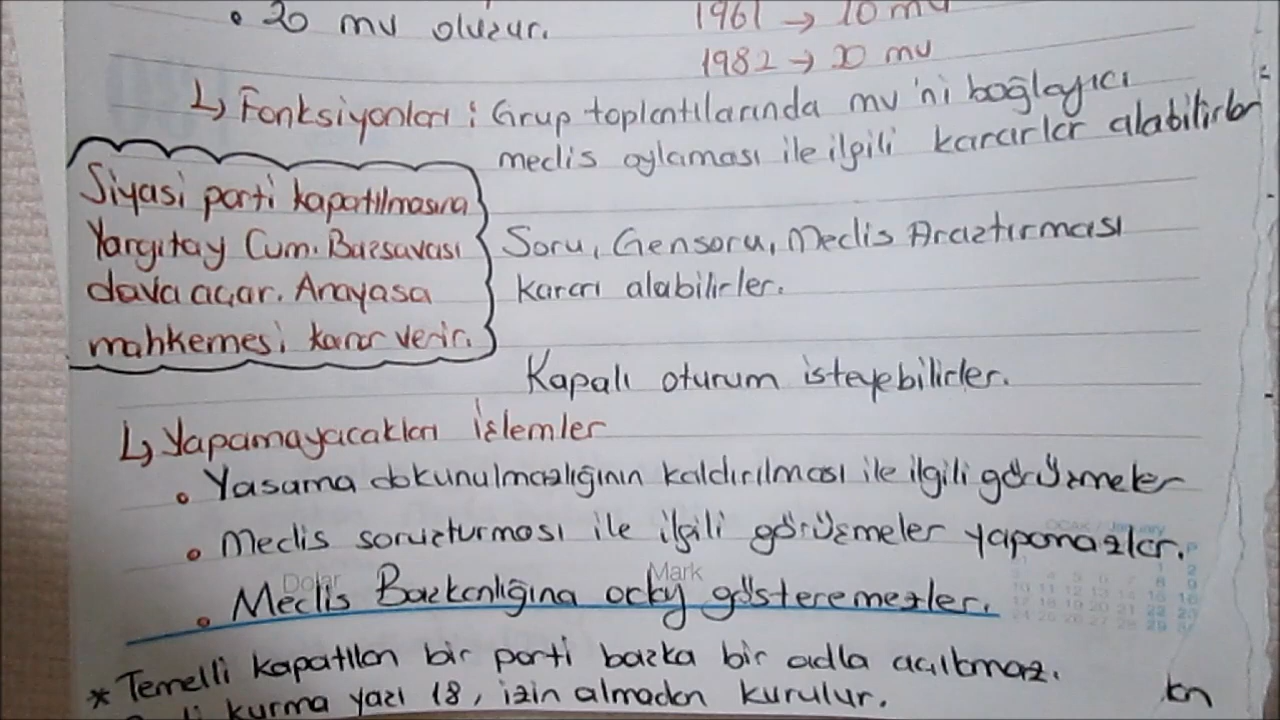 • 20 mv oluşur.
1961 → 10 mv
1982 → 20 mv
↳ Fonksiyonları : Grup toplantılarında mv 'ni bağlayıcı
meclis oylaması ile ilgili kararlar alabilirler
Siyasi parti kapatılmasına
Yargıtay Cum. Başsavası
dava açar. Anayasa
mahkemesi karar verir.
Soru, Gensoru, Meclis Araştırması
kararı alabilirler.
Kapalı oturum isteyebilirler.
↳ Yapamayacakları işlemler
• Yasama dokunulmazlığının kaldırılması ile ilgili görüşmeler
• Meclis soruşturması ile ilgili görüşmeler yapamazlar.
• Meclis Başkanlığına aday gösteremezler.
* Temelli kapatılan bir parti başka bir adla açılamaz.
kurma yaşı 18, izin almadan kurulur.